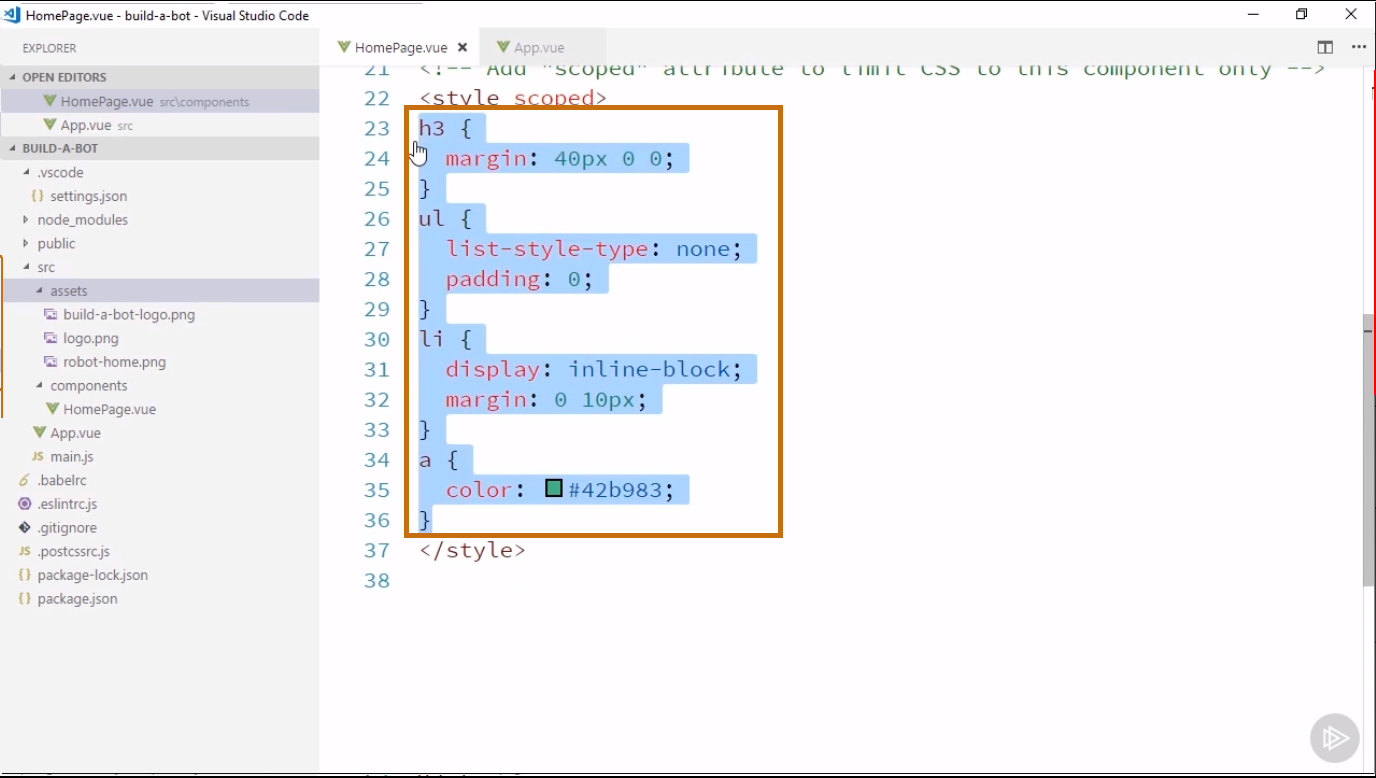 HomePage.vue - build-a-bot - Visual Studio Code
EXPLORER
OPEN EDITORS
HomePage.vue src\components
App.vue src
BUILD-A-BOT
.vscode
{} settings.json
node_modules
public
src
assets
build-a-bot-logo.png
logo.png
robot-home.png
components
HomePage.vue
App.vue
JS main.js
6 .babelrc
.eslintrc.js
.gitignore
JS .postcssrc.js
{} package-lock.json
{} package.json
HomePage.vue
App.vue
21 <!-- Add "scoped" attribute to limit CSS to this component only -->
22 <style scoped>
23 h3 {
24 margin: 40px 0 0;
25 }
26 ul {
27 list-style-type: none;
28 padding: 0;
29 }
30 li {
31 display: inline-block;
32 margin: 0 10px;
33 }
34 a {
35 color: #42b983;
36 }
37 </style>
38